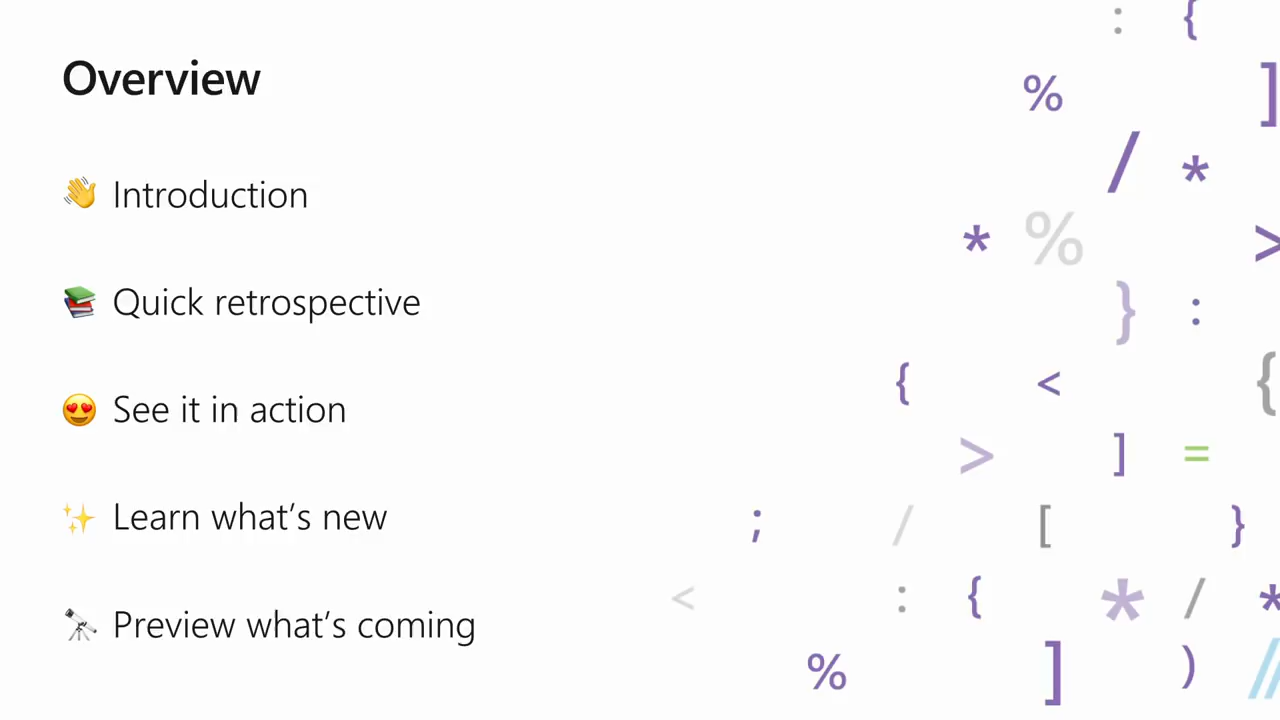 Overview
👋 Introduction
📚 Quick retrospective
😍 See it in action
✨ Learn what's new
🔭 Preview what's coming
: {
% ]
/ *
* % >
} :
{ < {
> ] =
; / [ }
< : { * / *
% ] ) //